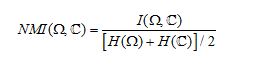 NMI(Ω, ℂ) = I(Ω, ℂ) / [H(Ω) + H(ℂ)] / 2